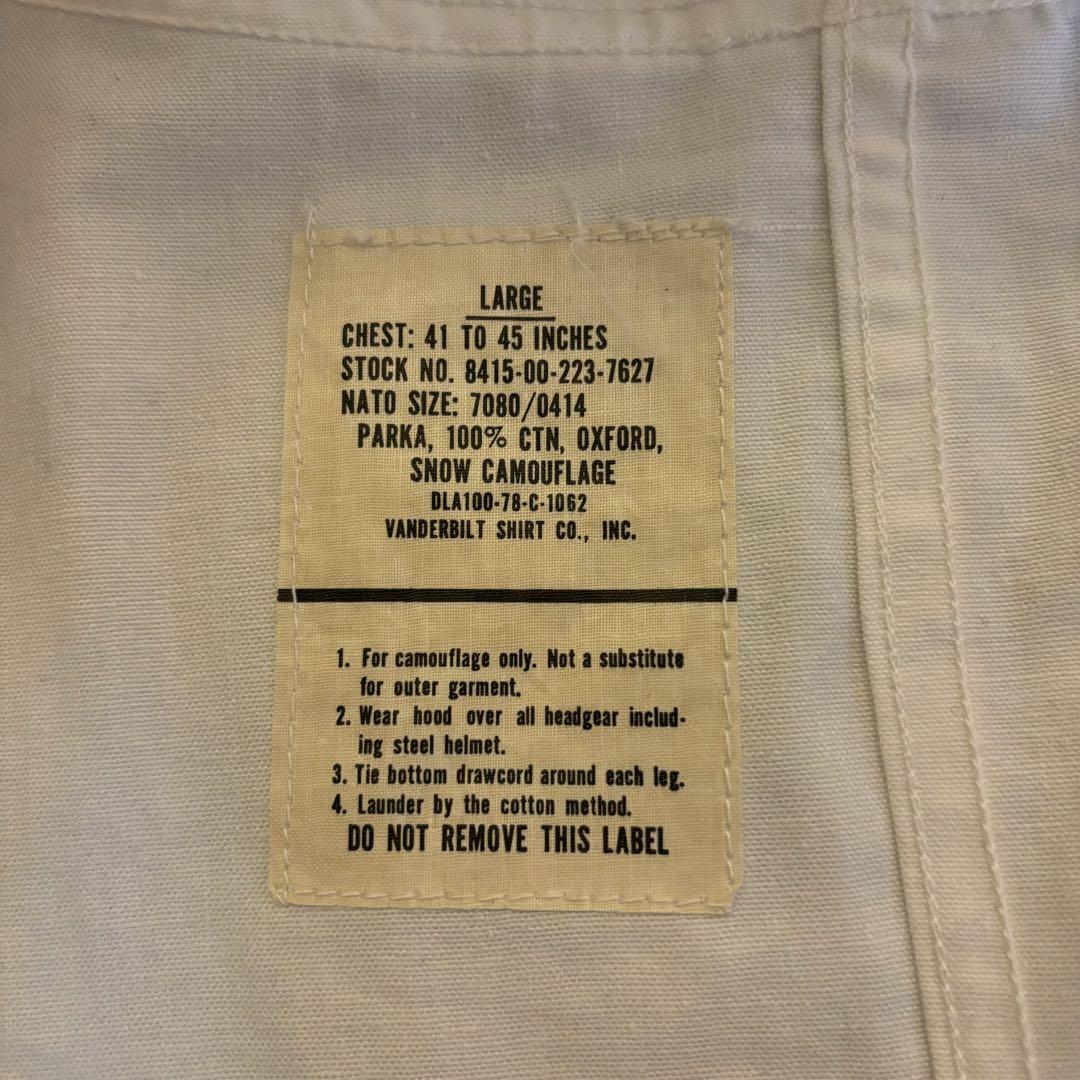 LARGE
CHEST: 41 TO 45 INCHES
STOCK NO. 8415-00-223-7627
NATO SIZE: 7080/0414
PARKA, 100% CTN, OXFORD,
SNOW CAMOUFLAGE
DLA100-78-C-1062
VANDERBILT SHIRT CO., INC.
1. For camouflage only. Not a substitute
for outer garment.
2. Wear hood over all headgear includ-
ing steel helmet.
3. Tie bottom drawcord around each leg.
4. Launder by the cotton method.
DO NOT REMOVE THIS LABEL